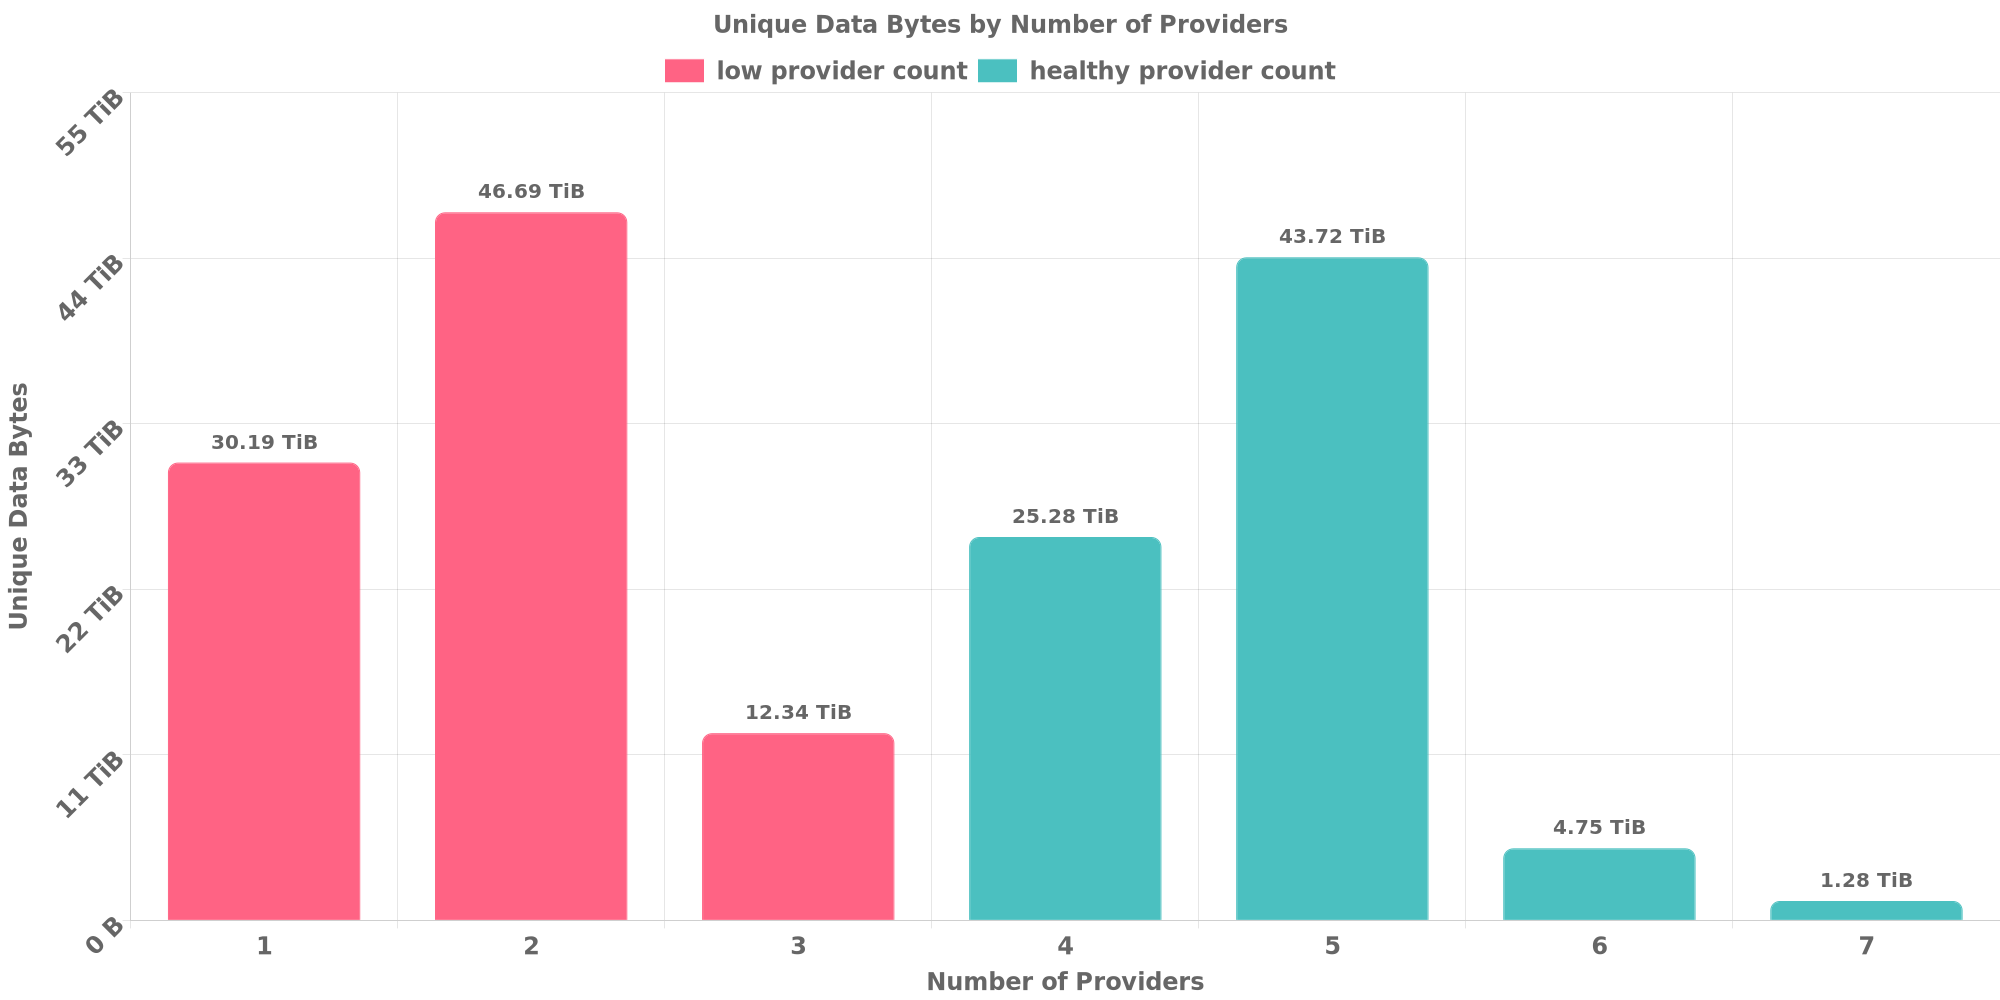 Unique Data Bytes by Number of Providers
low provider count
healthy provider count
Unique Data Bytes
55 TiB
44 TiB
33 TiB
22 TiB
11 TiB
0 B
30.19 TiB
46.69 TiB
12.34 TiB
25.28 TiB
43.72 TiB
4.75 TiB
1.28 TiB
1
2
3
4
5
6
7
Number of Providers